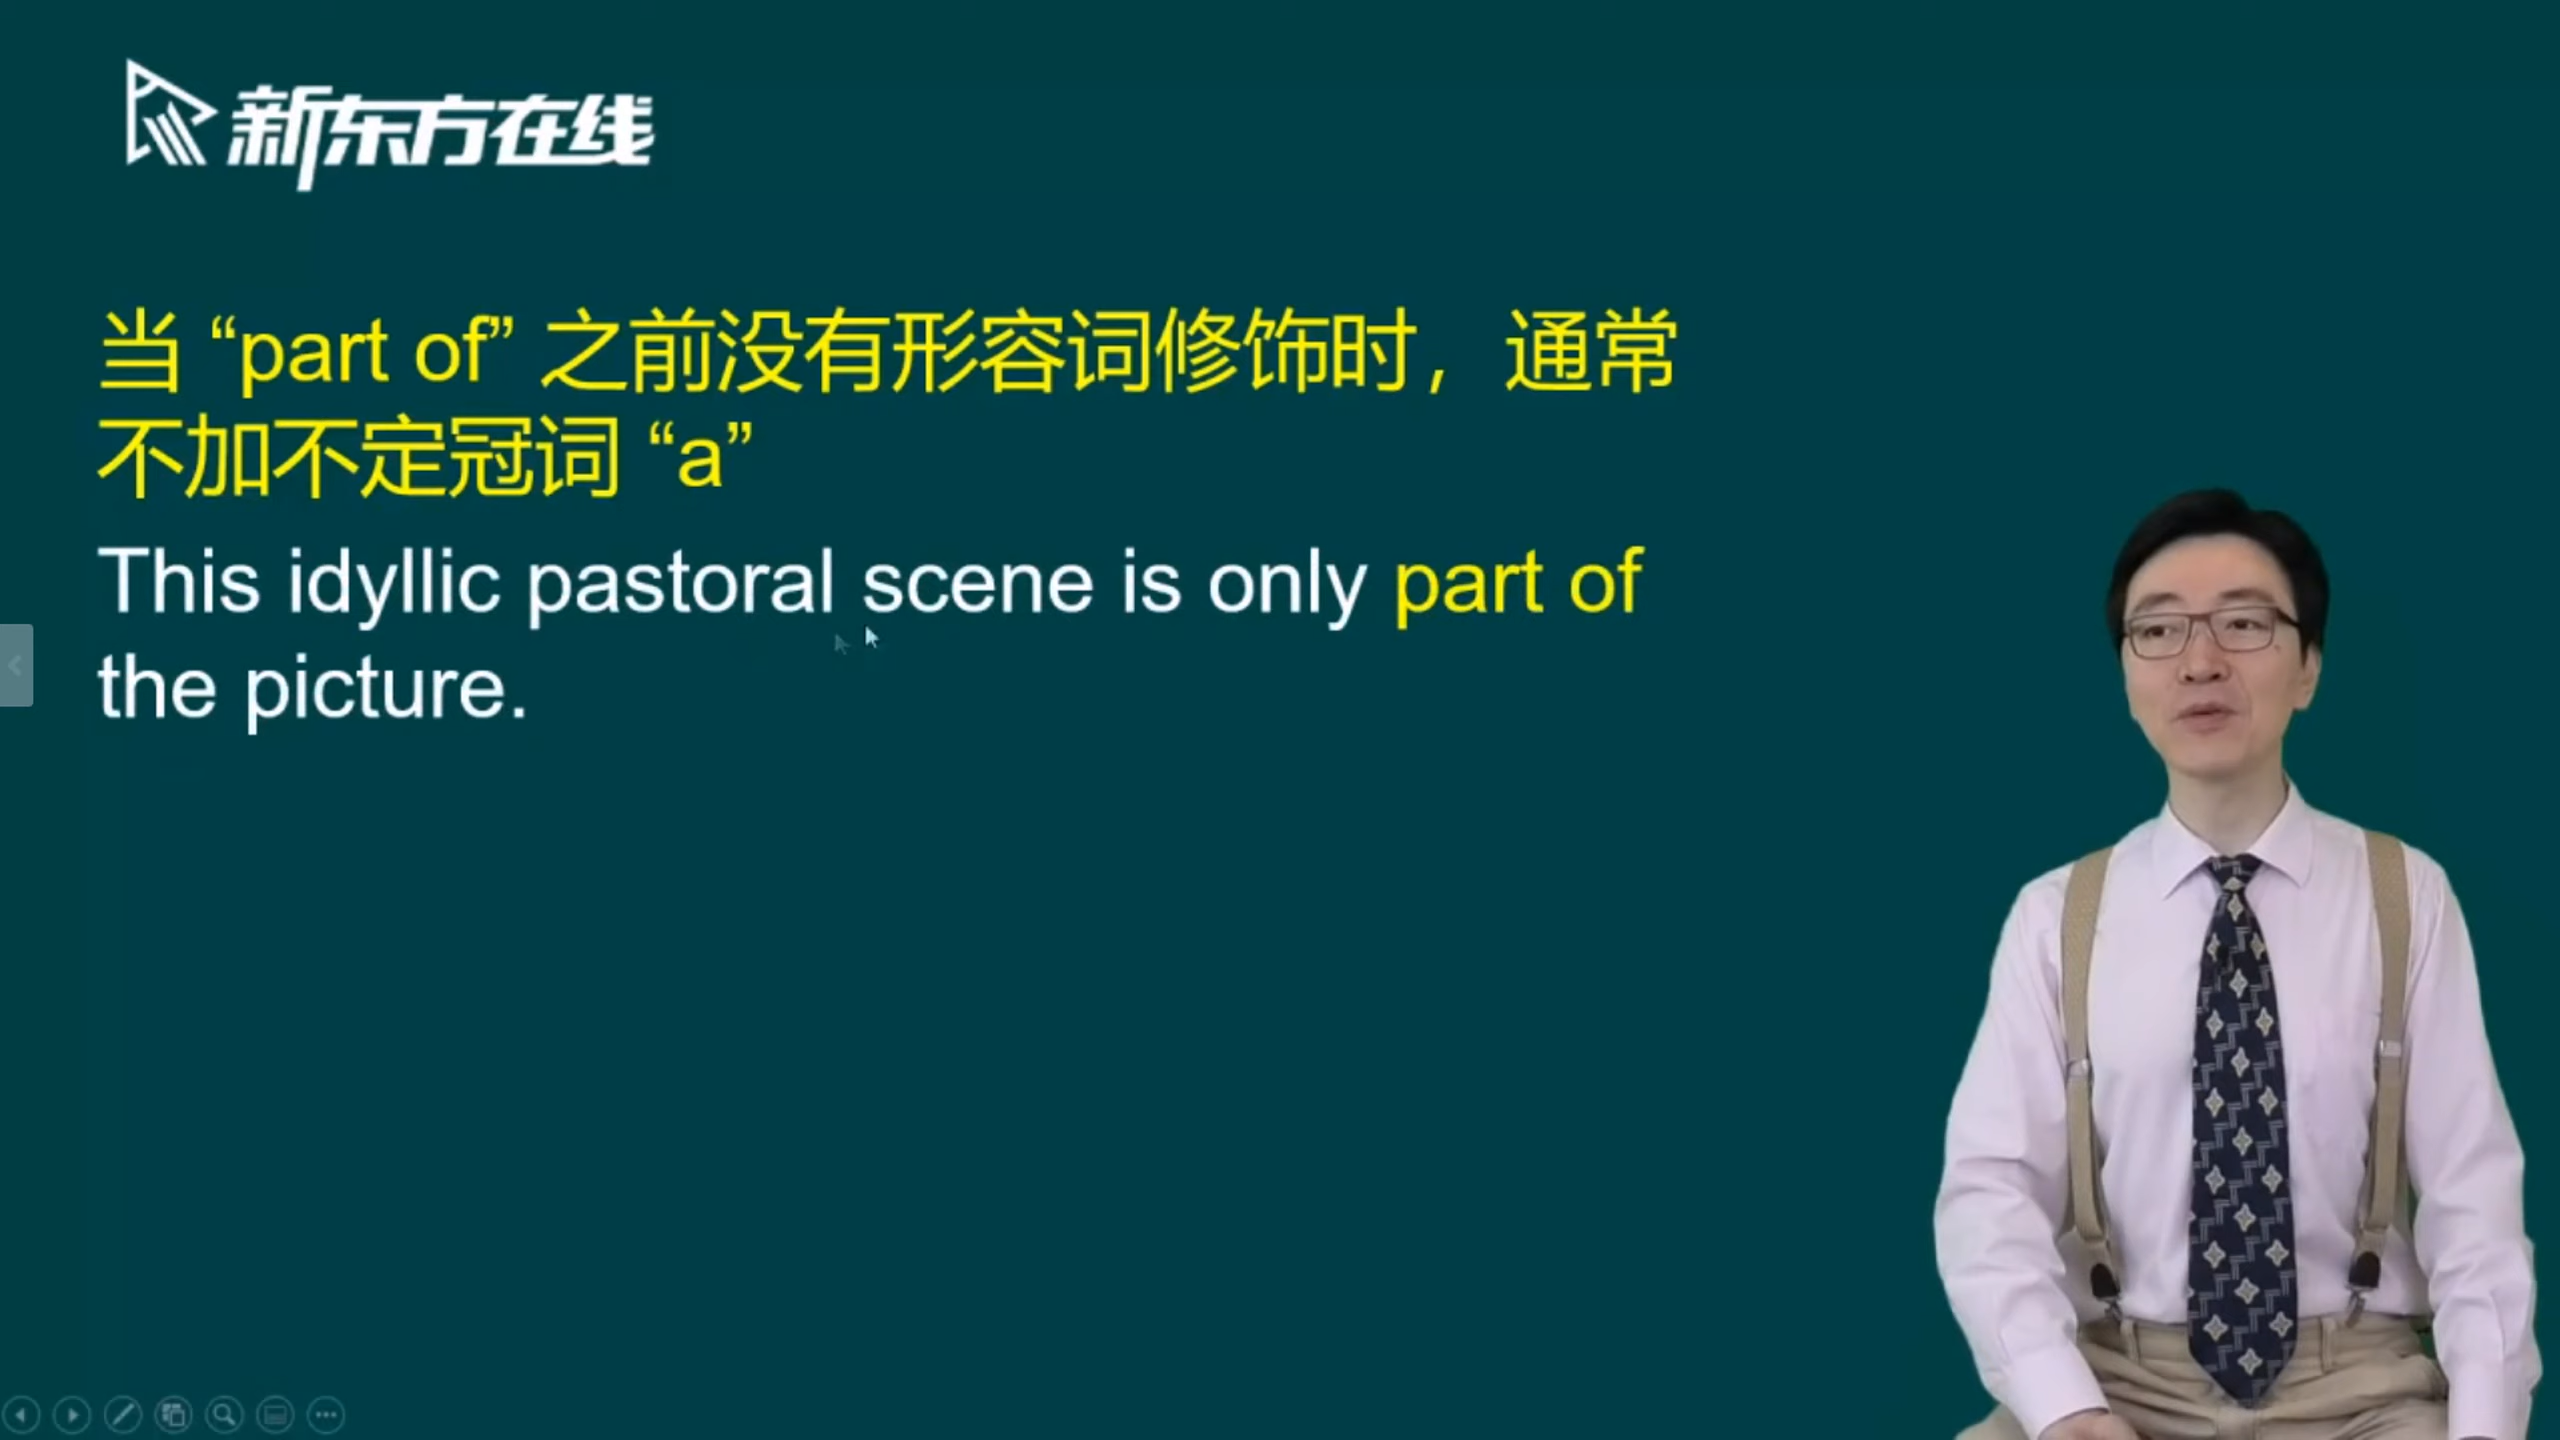 新东方在线
当 “part of” 之前没有形容词修饰时，通常
不加不定冠词 “a”
This idyllic pastoral scene is only part of
the picture.